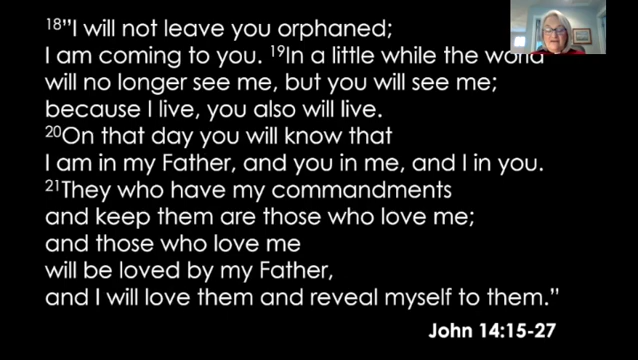 18"I will not leave you orphaned;
I am coming to you. 19In a little while the world
will no longer see me, but you will see me;
because I live, you also will live.
20On that day you will know that
I am in my Father, and you in me, and I in you.
21They who have my commandments
and keep them are those who love me;
and those who love me
will be loved by my Father,
and I will love them and reveal myself to them."
John 14:15-27